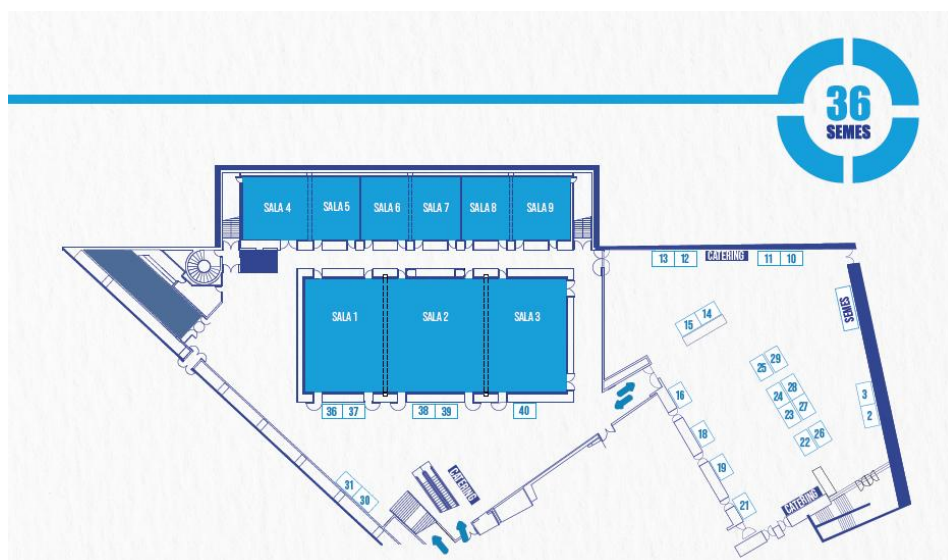 36
SEMES
SALA 4
SALA 5
SALA 6
SALA 7
SALA 8
SALA 9
13
12
CATERING
11
10
SEMES
SALA 1
SALA 2
SALA 3
15
14
25
29
24
28
23
27
22
26
3
2
16
18
19
21
36
37
38
39
40
31
30
CATERING
CATERING